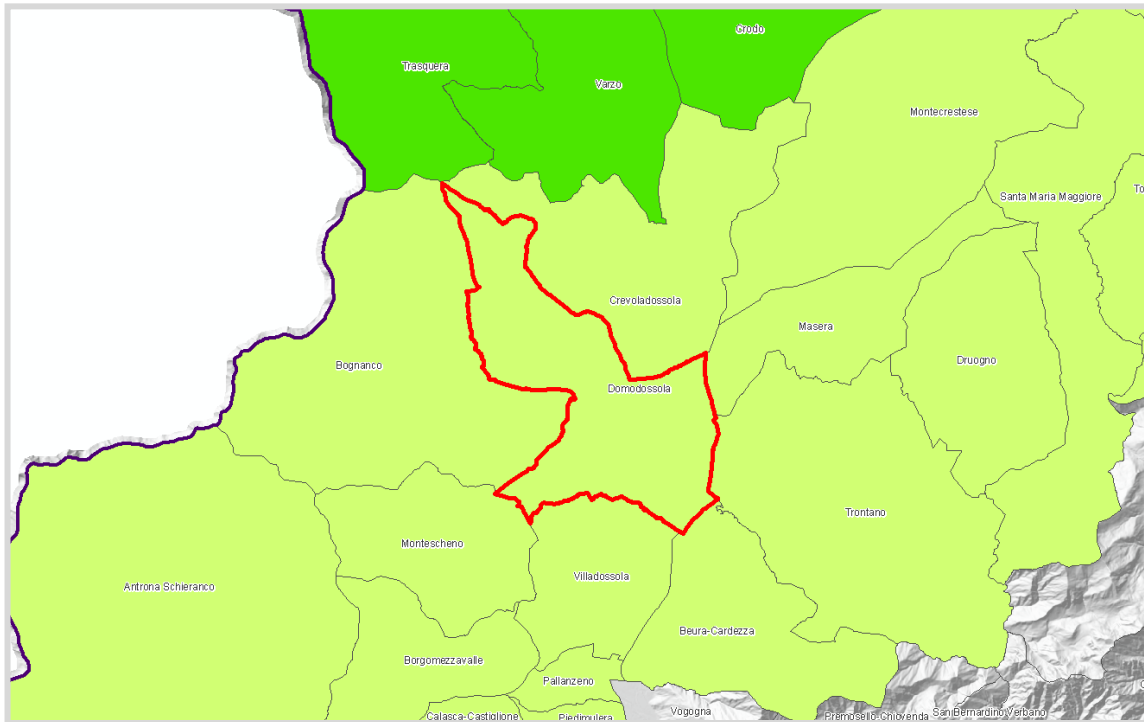 Crodo
Trasquera
Varzo
Montecrestese
Santa Maria Maggiore
To
Crevoladossola
Masera
Druogno
Bognanco
Domodossola
Trontano
Montescheno
Villadossola
Antrona Schieranco
Beura-Cardezza
Borgomezzavalle
Pallanzeno
Vogogna
San Bernardino Verbano
Calasca-Castiglione
Piedimulera
Premosello-Chiovenda